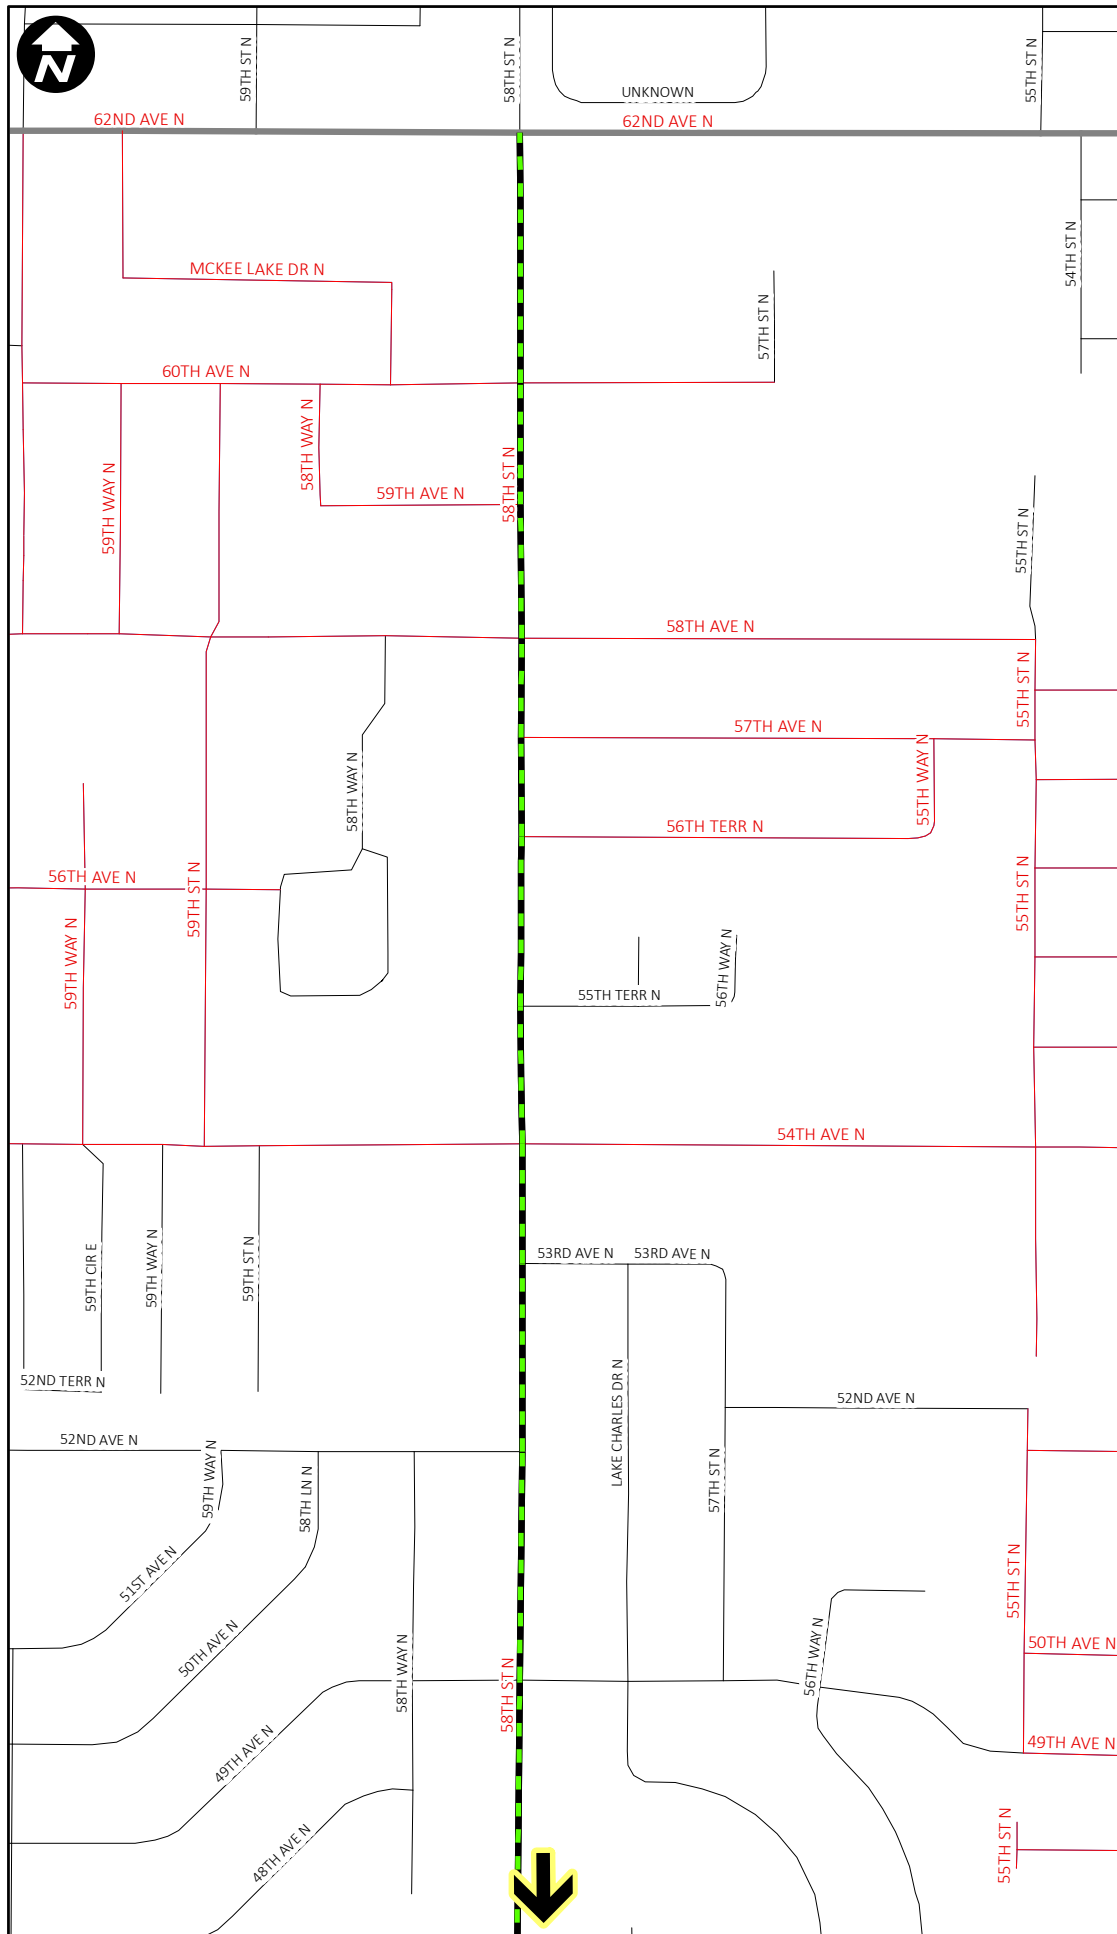 N
59TH ST N
58TH ST N
UNKNOWN
55TH ST N
62ND AVE N
62ND AVE N
54TH ST N
MCKEE LAKE DR N
57TH ST N
60TH AVE N
58TH WAY N
59TH WAY N
59TH AVE N
58TH ST N
55TH ST N
58TH AVE N
55TH ST N
57TH AVE N
55TH WAY N
58TH WAY N
56TH TERR N
56TH AVE N
59TH ST N
55TH ST N
59TH WAY N
56TH WAY N
55TH TERR N
54TH AVE N
59TH CIR E
59TH WAY N
59TH ST N
53RD AVE N
53RD AVE N
52ND TERR N
LAKE CHARLES DR N
52ND AVE N
52ND AVE N
59TH WAY N
58TH LN N
57TH ST N
51ST AVE N
55TH ST N
50TH AVE N
58TH WAY N
58TH ST N
56TH WAY N
50TH AVE N
49TH AVE N
49TH AVE N
48TH AVE N
55TH ST N